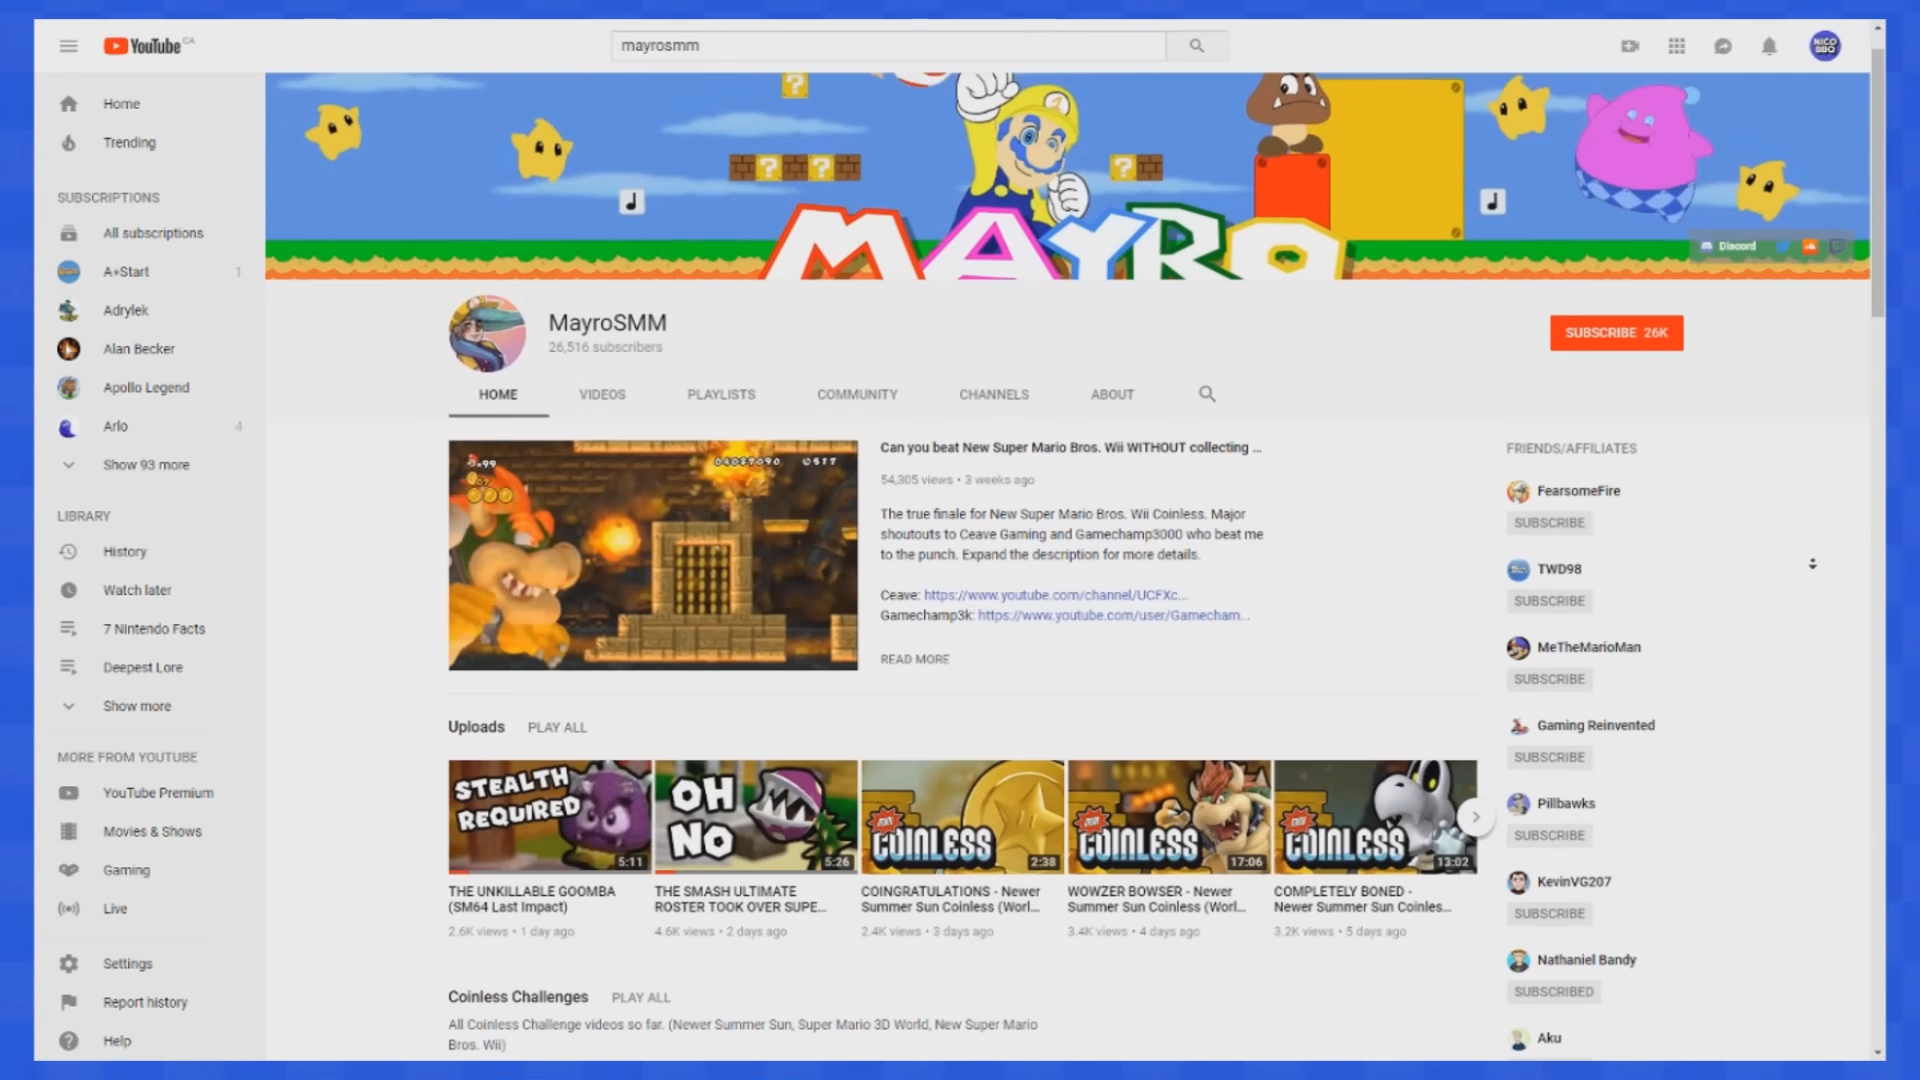 YouTube CA
mayrosmm
NICO BBQ
Home
Trending
SUBSCRIPTIONS
All subscriptions
A+Start 1
Adrylek
Alan Becker
Apollo Legend
Arlo 4
Show 93 more
LIBRARY
History
Watch later
7 Nintendo Facts
Deepest Lore
Show more
MORE FROM YOUTUBE
YouTube Premium
Movies & Shows
Gaming
Live
Settings
Report history
Help
MAYRO
Discord
MayroSMM
26,516 subscribers
SUBSCRIBE 26K
HOME VIDEOS PLAYLISTS COMMUNITY CHANNELS ABOUT
Can you beat New Super Mario Bros. Wii WITHOUT collecting ...
54,305 views • 3 weeks ago
The true finale for New Super Mario Bros. Wii Coinless. Major
shoutouts to Ceave Gaming and Gamechamp3000 who beat me
to the punch. Expand the description for more details.
Ceave: https://www.youtube.com/channel/UCFXc...
Gamechamp3k: https://www.youtube.com/user/Gamecham...
READ MORE
Uploads PLAY ALL
STEALTH
REQUIRED
5:11
THE UNKILLABLE GOOMBA
(SM64 Last Impact)
2.6K views • 1 day ago
OH
NO
5:26
THE SMASH ULTIMATE
ROSTER TOOK OVER SUPE...
4.6K views • 2 days ago
COINLESS
2:38
COINGRATULATIONS - Newer
Summer Sun Coinless (Worl...
2.4K views • 3 days ago
COINLESS
17:06
WOWZER BOWSER - Newer
Summer Sun Coinless (Worl...
3.4K views • 4 days ago
COINLESS
13:02
COMPLETELY BONED -
Newer Summer Sun Coinles...
3.2K views • 5 days ago
Coinless Challenges PLAY ALL
All Coinless Challenge videos so far. (Newer Summer Sun, Super Mario 3D World, New Super Mario
Bros. Wii)
FRIENDS/AFFILIATES
FearsomeFire
SUBSCRIBE
TWD98
SUBSCRIBE
MeTheMarioMan
SUBSCRIBE
Gaming Reinvented
SUBSCRIBE
Pillbawks
SUBSCRIBE
KevinVG207
SUBSCRIBE
Nathaniel Bandy
SUBSCRIBED
Aku